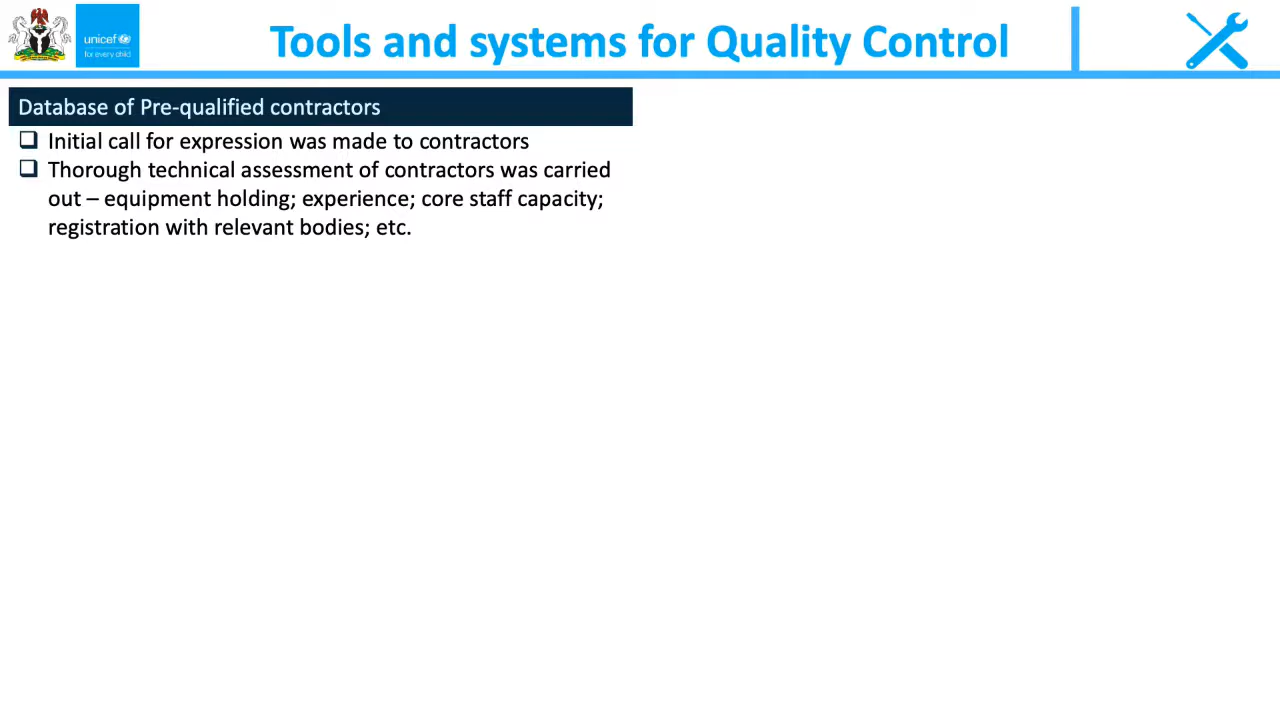 unicef
for every child
Tools and systems for Quality Control
Database of Pre-qualified contractors
Initial call for expression was made to contractors
Thorough technical assessment of contractors was carried
out – equipment holding; experience; core staff capacity;
registration with relevant bodies; etc.